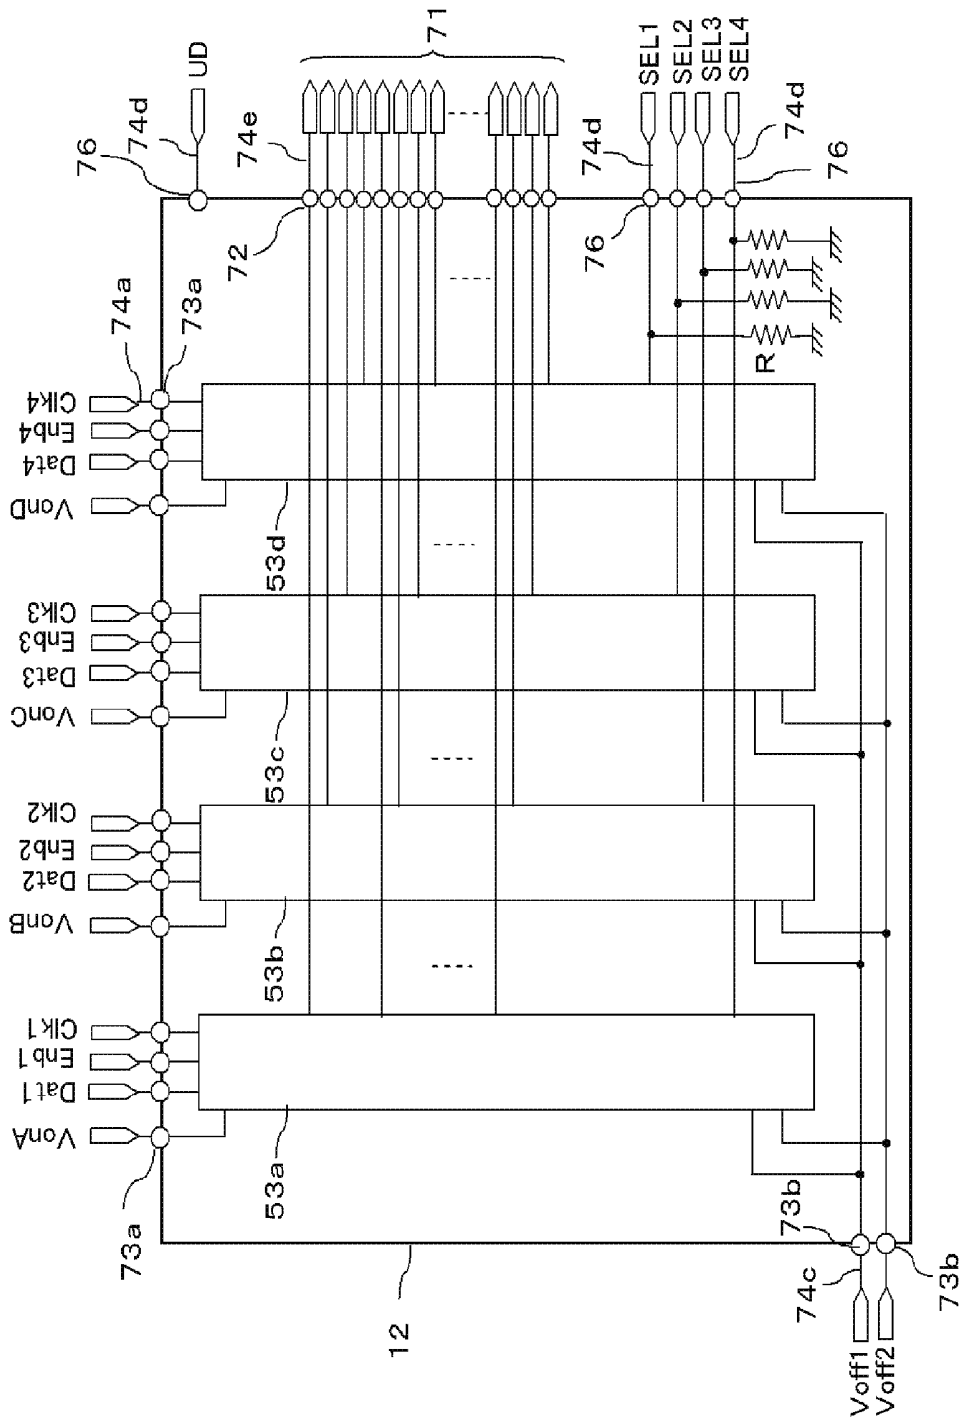 UD
74d
76
71
74e
72
SEL1
SEL2
SEL3
SEL4
74d
74d
76
76
74a
73a
Clk4
Enb4
Dat4
VonD
53d
R
Clk3
Enb3
Dat3
VonC
53c
Clk2
Enb2
Dat2
VonB
53b
Clk1
Enb1
Dat1
VonA
53a
73a
12
73b
74c
73b
Voff1
Voff2